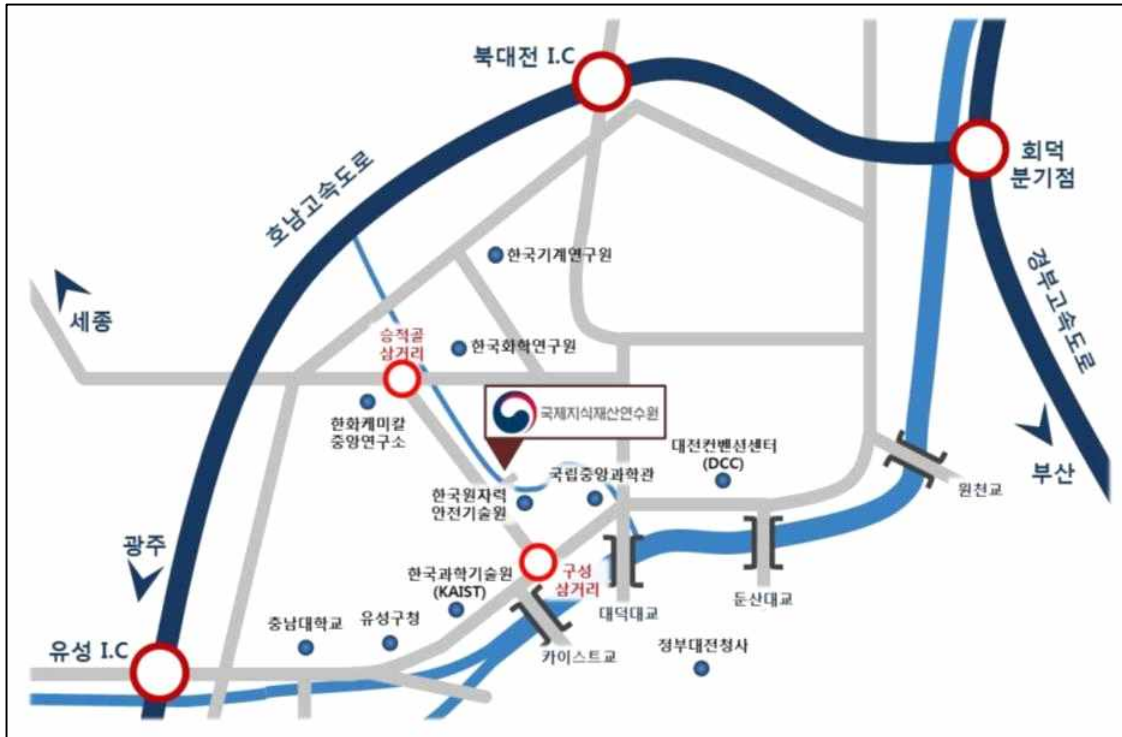 북대전 I.C
회덕
분기점
호남고속도로
한국기계연구원
경부고속도로
세종
승적골
삼거리
한국화학연구원
국제지식재산연수원
한화케미칼
중앙연구소
대전컨벤션센터
(DCC)
국립중앙과학관
원천교
부산
한국원자력
안전기술원
광주
한국과학기술원
(KAIST)
구성
삼거리
대덕대교
둔산대교
충남대학교
유성구청
카이스트교
정부대전청사
유성 I.C